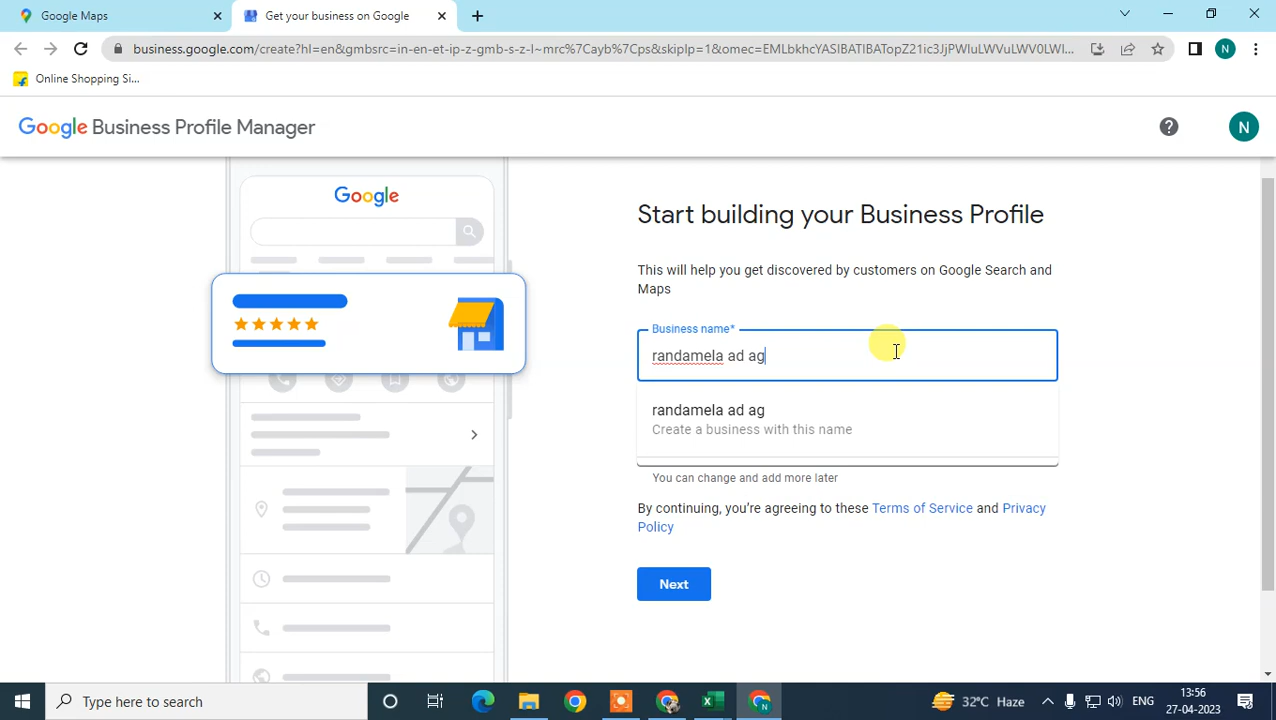 Google Maps
Get your business on Google
business.google.com/create?hl=en&gmbsrc=in-en-et-ip-z-gmb-s-z-l~mrc%7Cayb%7Cps&skiplp=1&omec=EMLbkhcYASIBATIBATopZ21ic3JjPWluLWVuLWV0LWl...
N
Online Shopping Si...
Google Business Profile Manager
N
Google
Start building your Business Profile
This will help you get discovered by customers on Google Search and
Maps
Business name*
randamela ad ag
randamela ad ag
Create a business with this name
You can change and add more later
By continuing, you're agreeing to these Terms of Service and Privacy
Policy
Next
Type here to search
N
32°C Haze
ENG
13:56
27-04-2023